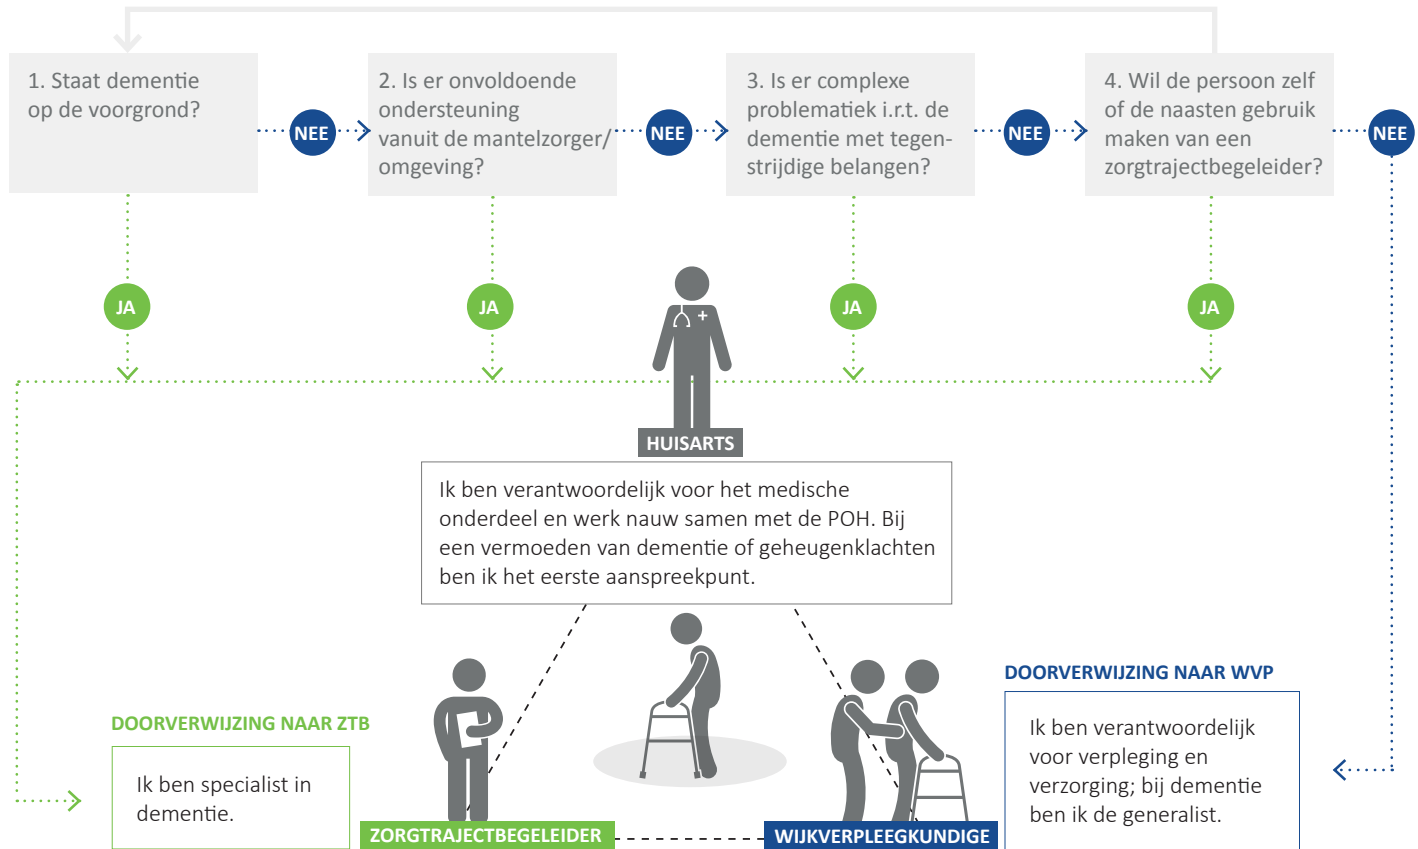 1. Staat dementie
op de voorgrond?
NEE
2. Is er onvoldoende
ondersteuning
vanuit de mantelzorger/
omgeving?
NEE
3. Is er complexe
problematiek i.r.t. de
dementie met tegen-
strijdige belangen?
NEE
4. Wil de persoon zelf
of de naasten gebruik
maken van een
zorgtrajectbegeleider?
NEE
JA
JA
JA
JA
HUISARTS
Ik ben verantwoordelijk voor het medische
onderdeel en werk nauw samen met de POH. Bij
een vermoeden van dementie of geheugenklachten
ben ik het eerste aanspreekpunt.
DOORVERWIJZING NAAR ZTB
Ik ben specialist in
dementie.
ZORGTRAJECTBEGELEIDER
WIJKVERPLEEGKUNDIGE
DOORVERWIJZING NAAR WVP
Ik ben verantwoordelijk
voor verpleging en
verzorging; bij dementie
ben ik de generalist.